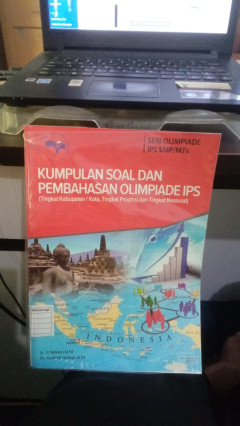 SERI OLIMPIADE
IPS SMP/MTs
KUMPULAN SOAL DAN
PEMBAHASAN OLIMPIADE IPS
(Tingkat Kabupaten / Kota, Tingkat Propinsi dan Tingkat Nasional)
INDONESIA